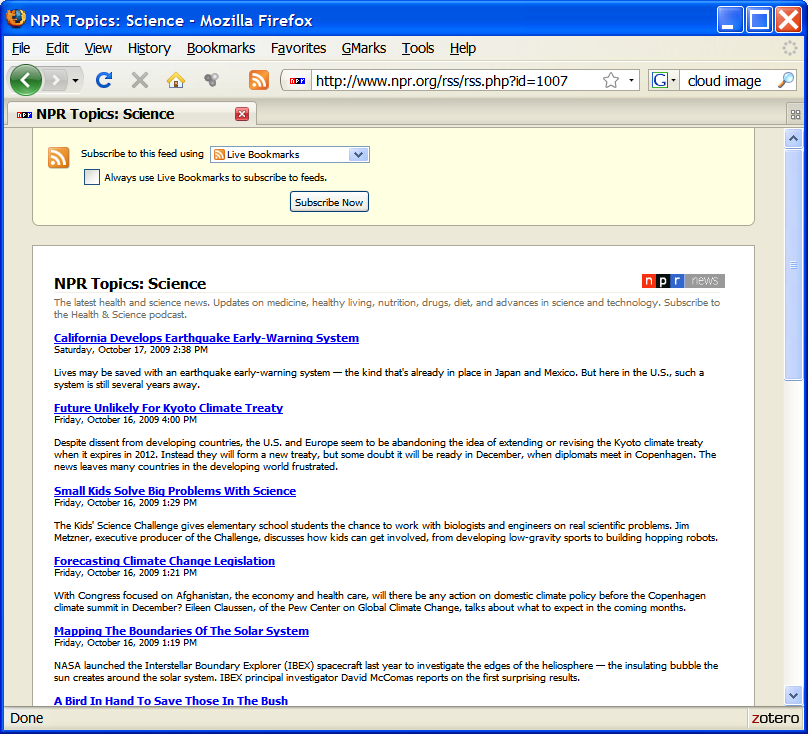 NPR Topics: Science - Mozilla Firefox
File Edit View History Bookmarks Favorites GMarks Tools Help
npr http://www.npr.org/rss/rss.php?id=1007 G cloud image
npr NPR Topics: Science
Subscribe to this feed using Live Bookmarks
Always use Live Bookmarks to subscribe to feeds.
Subscribe Now
NPR Topics: Science
npr news
The latest health and science news. Updates on medicine, healthy living, nutrition, drugs, diet, and advances in science and technology. Subscribe to
the Health & Science podcast.
California Develops Earthquake Early-Warning System
Saturday, October 17, 2009 2:38 PM
Lives may be saved with an earthquake early-warning system — the kind that's already in place in Japan and Mexico. But here in the U.S., such a
system is still several years away.
Future Unlikely For Kyoto Climate Treaty
Friday, October 16, 2009 4:00 PM
Despite dissent from developing countries, the U.S. and Europe seem to be abandoning the idea of extending or revising the Kyoto climate treaty
when it expires in 2012. Instead they will form a new treaty, but some doubt it will be ready in December, when diplomats meet in Copenhagen. The
news leaves many countries in the developing world frustrated.
Small Kids Solve Big Problems With Science
Friday, October 16, 2009 1:29 PM
The Kids' Science Challenge gives elementary school students the chance to work with biologists and engineers on real scientific problems. Jim
Metzner, executive producer of the Challenge, discusses how kids can get involved, from developing low-gravity sports to building hopping robots.
Forecasting Climate Change Legislation
Friday, October 16, 2009 1:21 PM
With Congress focused on Afghanistan, the economy and health care, will there be any action on domestic climate policy before the Copenhagen
climate summit in December? Eileen Claussen, of the Pew Center on Global Climate Change, talks about what to expect in the coming months.
Mapping The Boundaries Of The Solar System
Friday, October 16, 2009 1:19 PM
NASA launched the Interstellar Boundary Explorer (IBEX) spacecraft last year to investigate the edges of the heliosphere — the insulating bubble the
sun creates around the solar system. IBEX principal investigator David McComas reports on the first surprising results.
A Bird In Hand To Save Those In The Bush
Done zotero